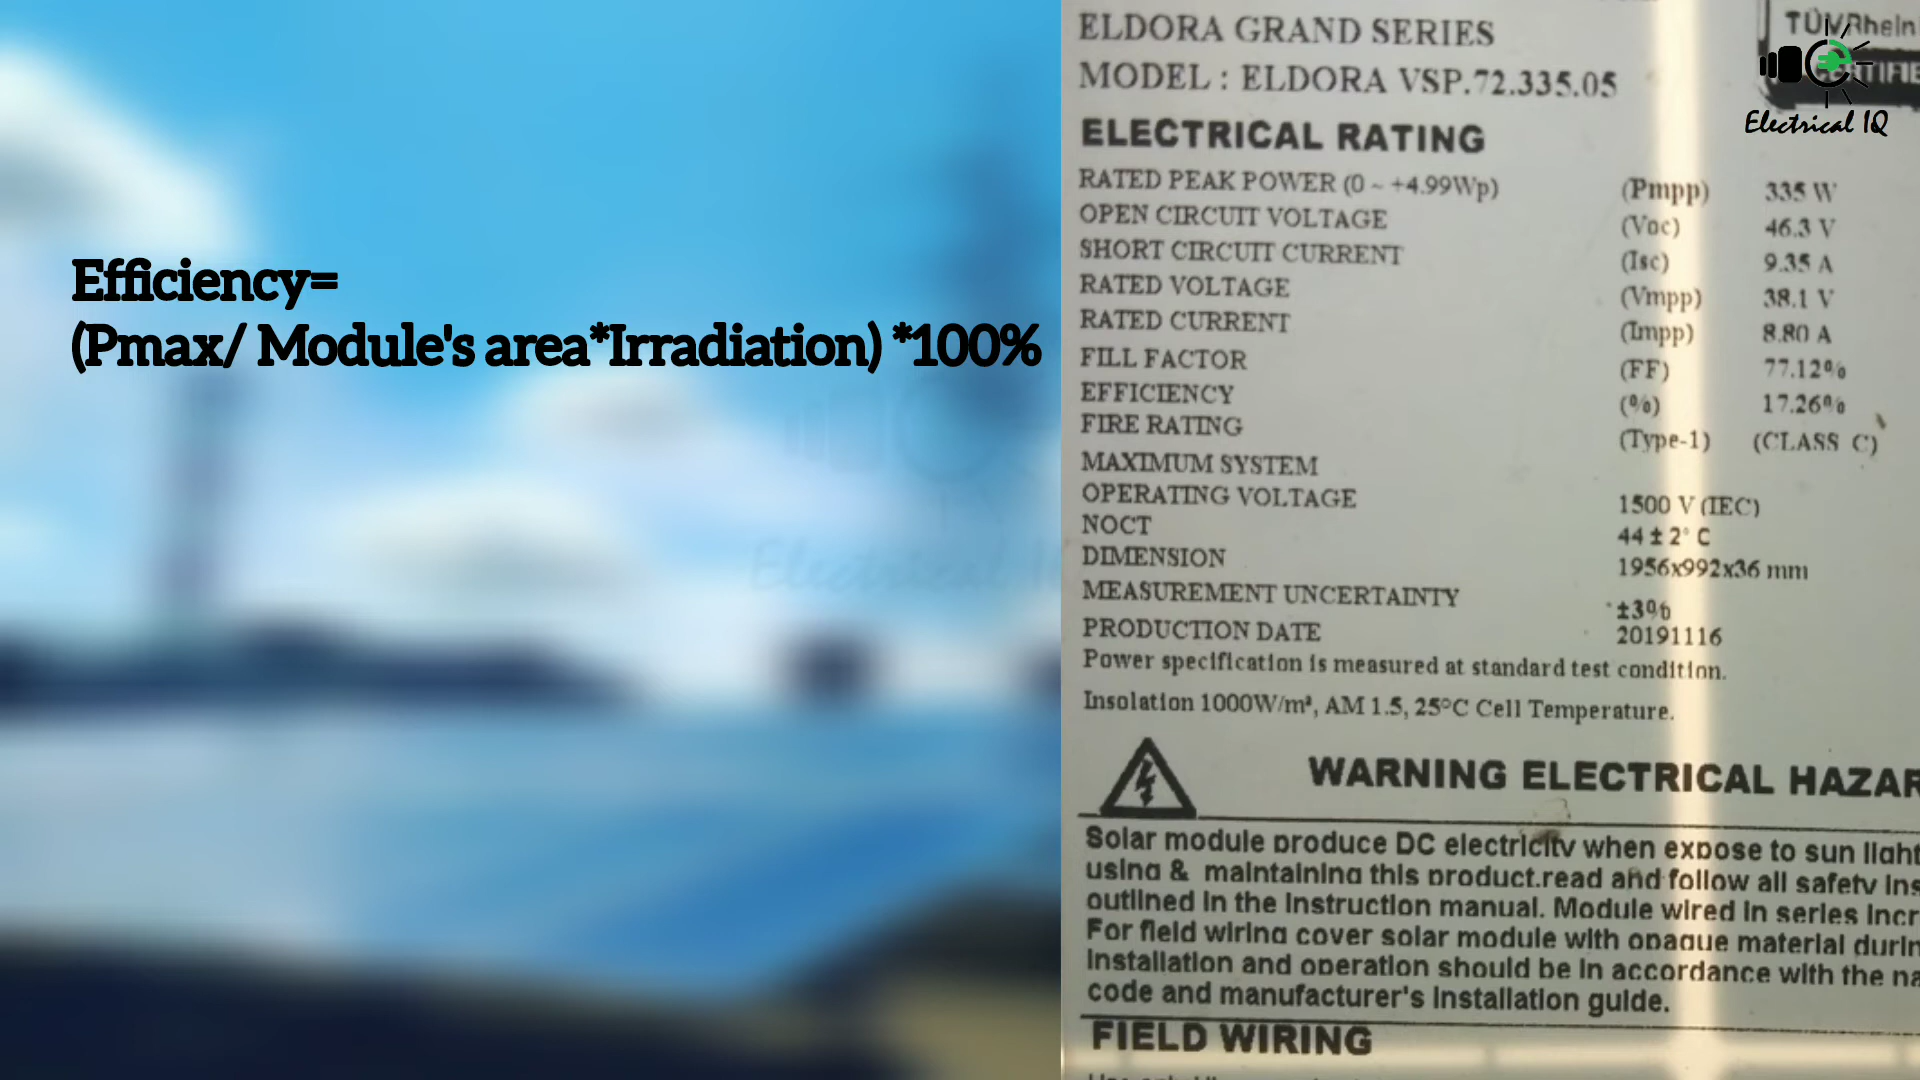 Efficiency=
(Pmax/ Module's area*Irradiation) *100%
ELDORA GRAND SERIES
MODEL : ELDORA VSP.72.335.05
TÜVRhein
Electrical IQ
ELECTRICAL RATING
RATED PEAK POWER (0 ~ +4.99Wp) (Pmpp) 335 W
OPEN CIRCUIT VOLTAGE (Voc) 46.3 V
SHORT CIRCUIT CURRENT (Isc) 9.35 A
RATED VOLTAGE (Vmpp) 38.1 V
RATED CURRENT (Impp) 8.80 A
FILL FACTOR (FF) 77.12%
EFFICIENCY (%) 17.26%
FIRE RATING (Type-1) (CLASS C)
MAXIMUM SYSTEM
OPERATING VOLTAGE 1500 V (IEC)
NOCT 44 ± 2° C
DIMENSION 1956x992x36 mm
MEASUREMENT UNCERTAINTY ±3%
PRODUCTION DATE 20191116
Power specification is measured at standard test condition.
Insolation 1000W/m², AM 1.5, 25°C Cell Temperature.
WARNING ELECTRICAL HAZAR
Solar module produce DC electricity when expose to sun light
using & maintaining this product.read and follow all safety ins
outlined in the instruction manual. Module wired in series incr
For field wiring cover solar module with opaque material durin
installation and operation should be in accordance with the na
code and manufacturer's installation guide.
FIELD WIRING